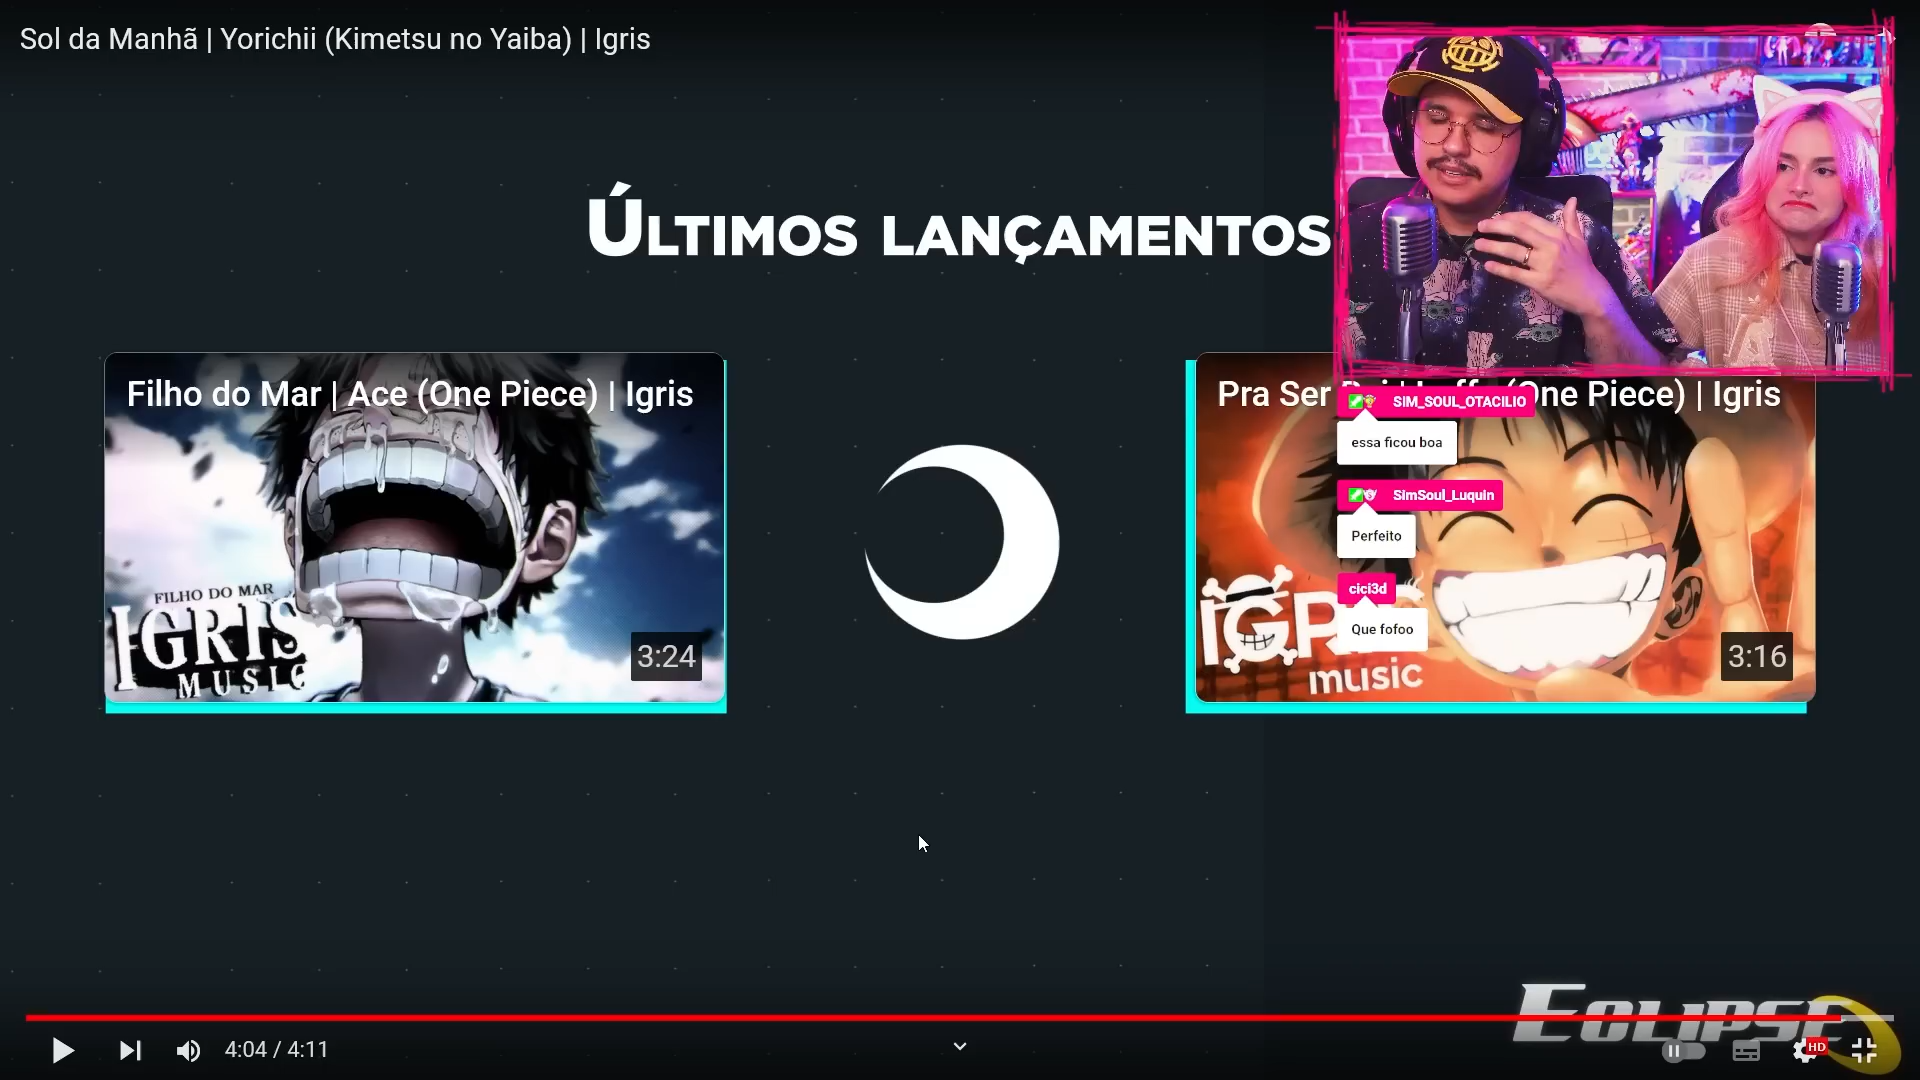 Sol da Manhã | Yorichii (Kimetsu no Yaiba) | Igris
ÚLTIMOS LANÇAMENTOS
Filho do Mar | Ace (One Piece) | Igris
FILHO DO MAR
IGRIS
MUSIC
3:24
Pra Ser (One Piece) | Igris
music
3:16
SIM_SOUL_OTACILIO
essa ficou boa
SimSoul_Luquin
Perfeito
cici3d
Que fofoo
ECLIPSE
4:04 / 4:11
HD